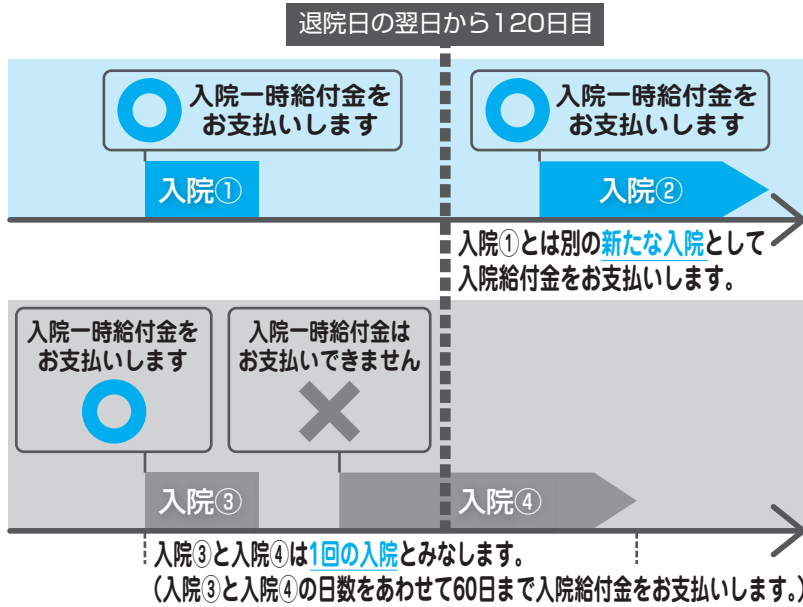 退院日の翌日から120日目
入院一時給付金を
お支払いします
入院一時給付金を
お支払いします
入院①
入院②
入院①とは別の新たな入院として
入院給付金をお支払いします。
入院一時給付金を
お支払いします
入院一時給付金は
お支払いできません
入院③
入院④
入院③と入院④は1回の入院とみなします。
（入院③と入院④の日数をあわせて60日まで入院給付金をお支払いします。）